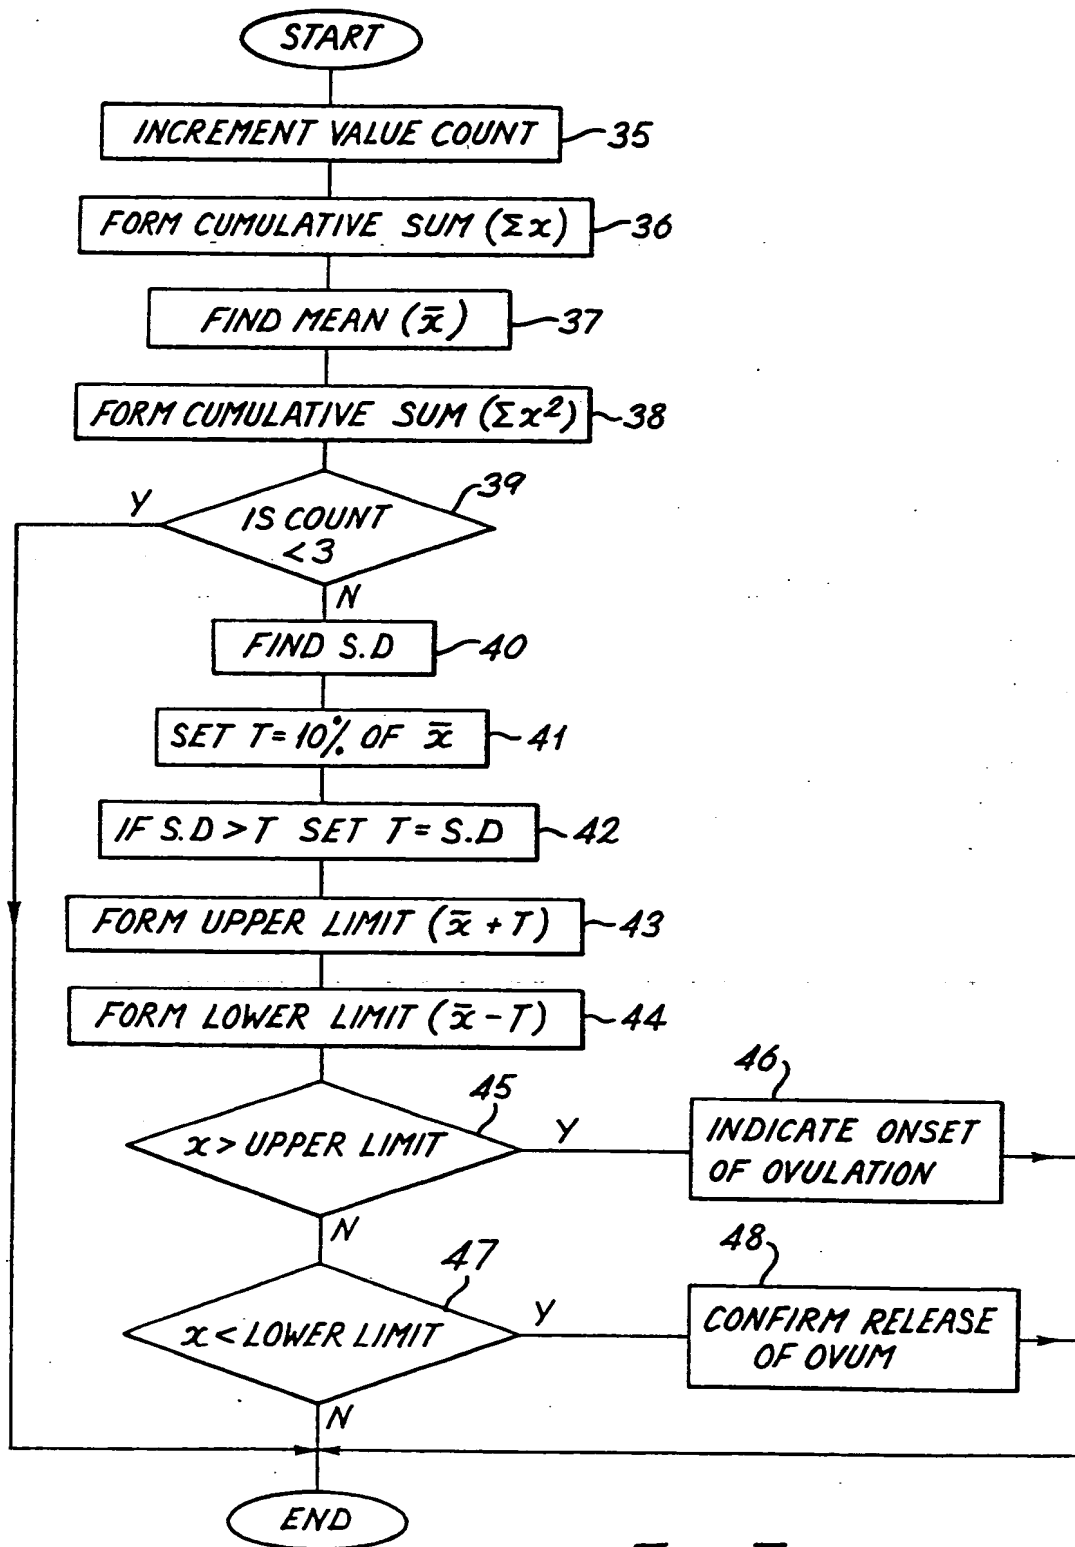 START
INCREMENT VALUE COUNT
35
FORM CUMULATIVE SUM (Σx)
36
FIND MEAN (x̄)
37
FORM CUMULATIVE SUM (Σx²)
38
39
Y
IS COUNT
<3
N
FIND S.D
40
SET T=10% OF x̄
41
IF S.D>T SET T=S.D
42
FORM UPPER LIMIT (x̄+T)
43
FORM LOWER LIMIT (x̄-T)
44
45
x>UPPER LIMIT
Y
46
INDICATE ONSET
OF OVULATION
N
47
x<LOWER LIMIT
Y
48
CONFIRM RELEASE
OF OVUM
N
END